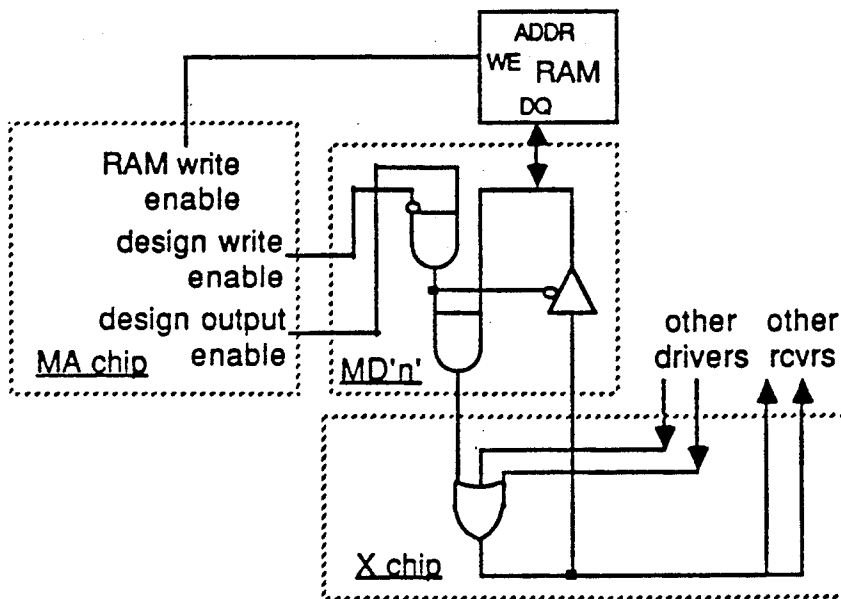 ADDR
WE RAM
DQ
RAM write
enable
design write
enable
design output
enable
MA chip
MD'n'
other other
drivers rcvrs
X chip